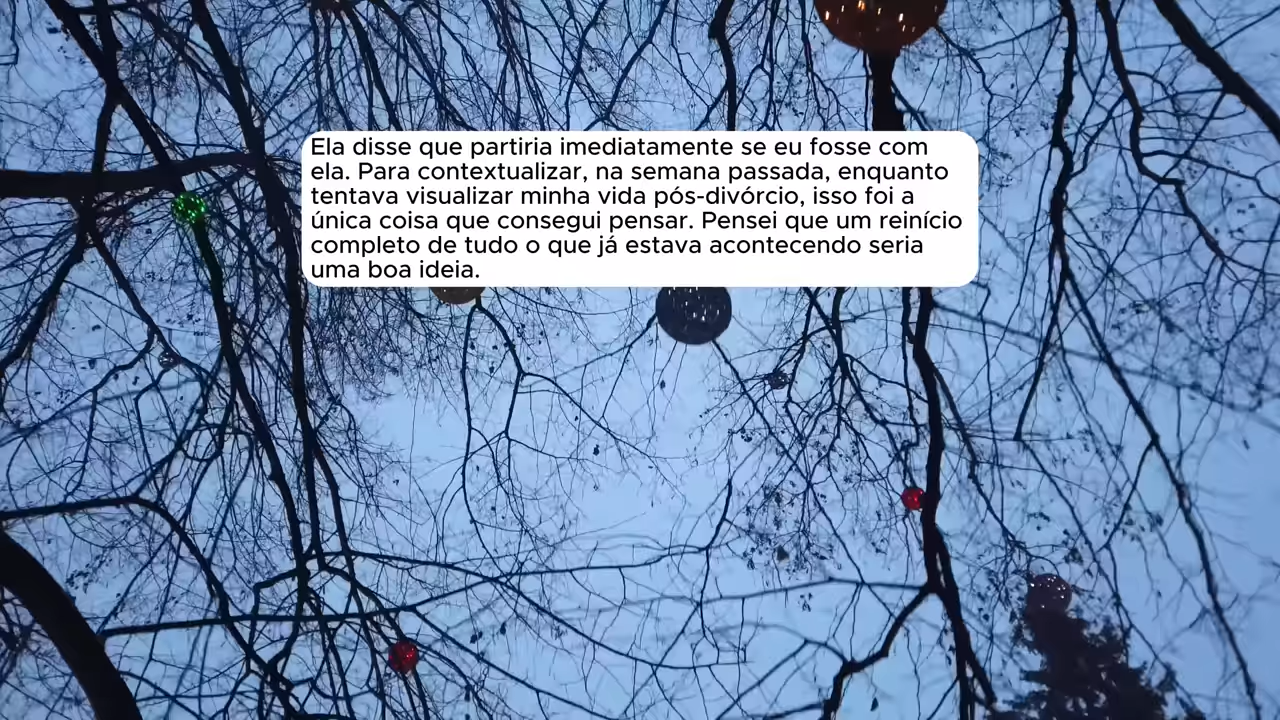 Ela disse que partiria imediatamente se eu fosse com
ela. Para contextualizar, na semana passada, enquanto
tentava visualizar minha vida pós-divórcio, isso foi a
única coisa que consegui pensar. Pensei que um reinício
completo de tudo o que já estava acontecendo seria
uma boa ideia.